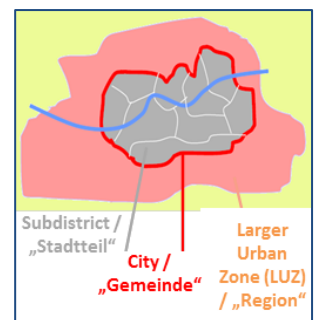 Subdistrict /
„Stadtteil“
City /
„Gemeinde“
Larger
Urban
Zone (LUZ)
/ „Region“